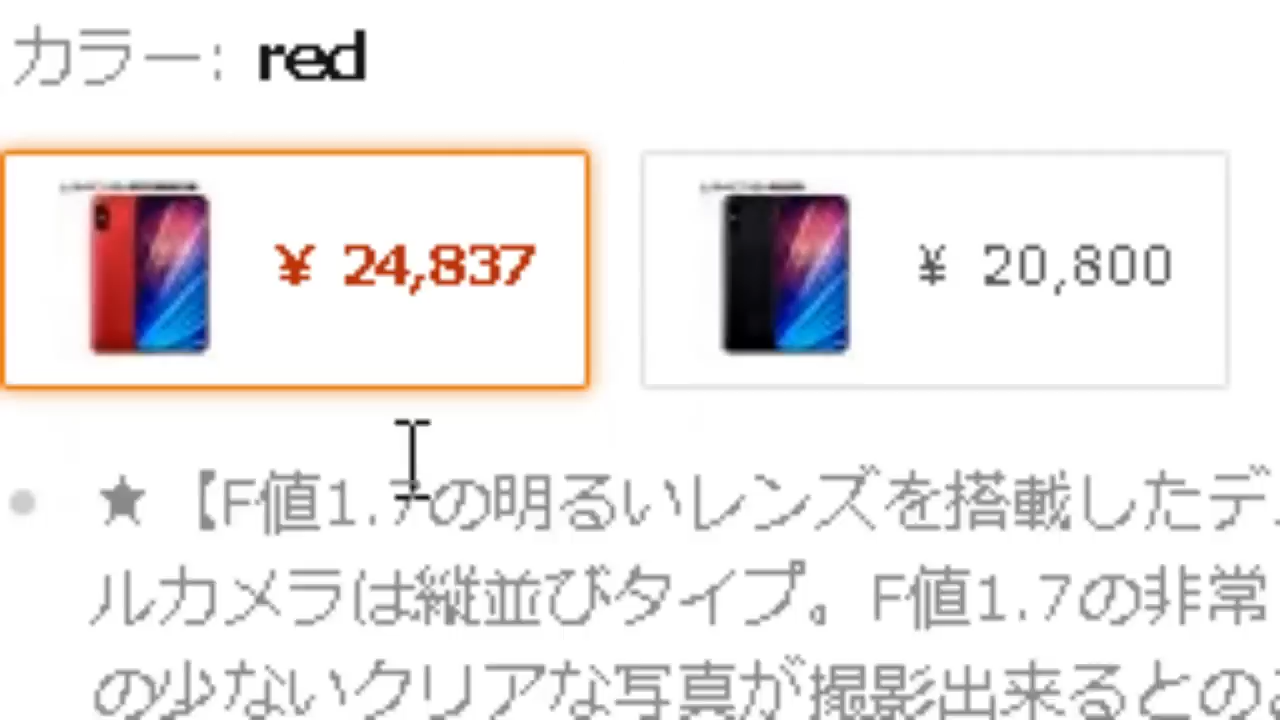 カラー: red
¥ 24,837
¥ 20,800
★【F値1.7の明るいレンズを搭載したデ
ルカメラは縦並びタイプ。F値1.7の非常
の少ないクリアな写真が撮影出来るとの